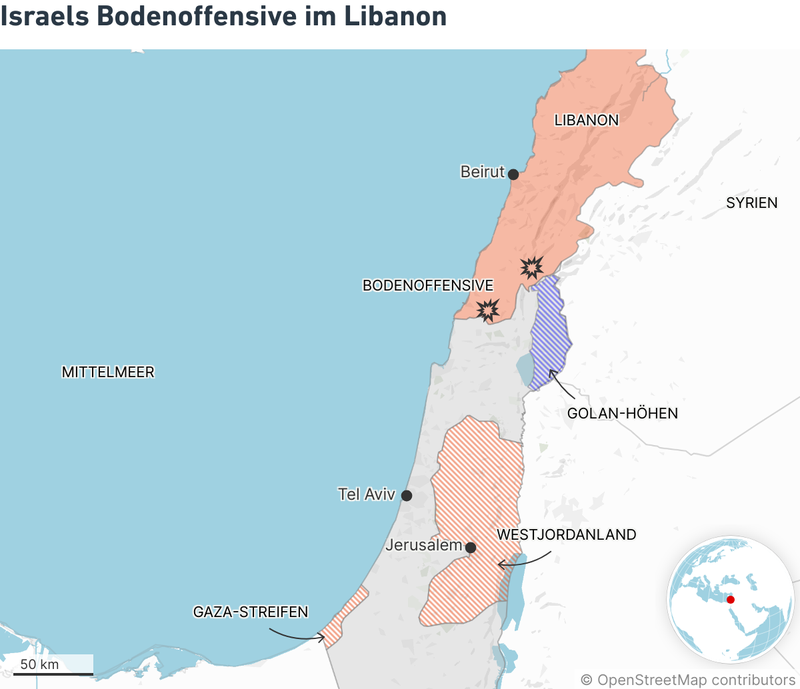 Israels Bodenoffensive im Libanon
LIBANON
Beirut
SYRIEN
BODENOFFENSIVE
MITTELMEER
GOLAN-HÖHEN
Tel Aviv
WESTJORDANLAND
Jerusalem
GAZA-STREIFEN
50 km
© OpenStreetMap contributors